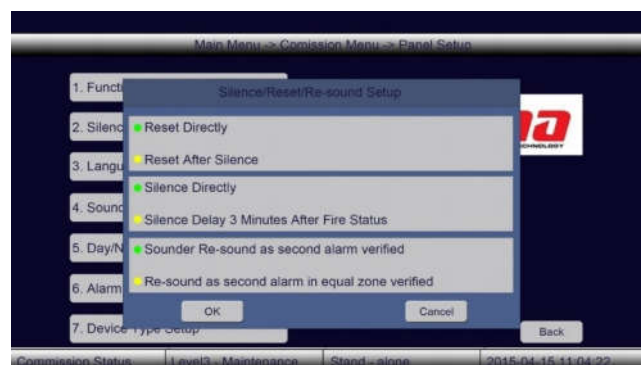 Main Menu -> Comission Menu -> Panel Setup
1. Functi
Silence/Reset/Re-sound Setup
2. Silenc
Reset Directly
Reset After Silence
3. Langu
Silence Directly
4. Sound
Silence Delay 3 Minutes After Fire Status
5. Day/N
Sounder Re-sound as second alarm verified
6. Alarm
Re-sound as second alarm in equal zone verified
OK
Cancel
7. Device Type Setup
Back
Commission Status
Level3 - Maintenance
Stand - alone
2015-04-15 11:04:22